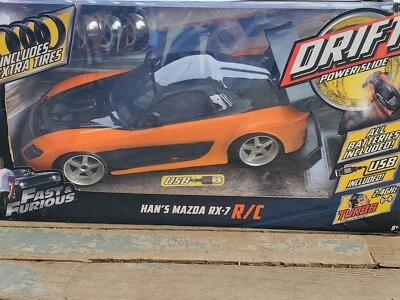 INCLUDES
EXTRA TIRES
DRIFT
POWERSLIDE
ALL
BATTERIES
INCLUDED!
USB
INCLUDED!
2.4GHz
TURBO
USB
FAST &
FURIOUS
HAN'S MAZDA RX-7 R/C